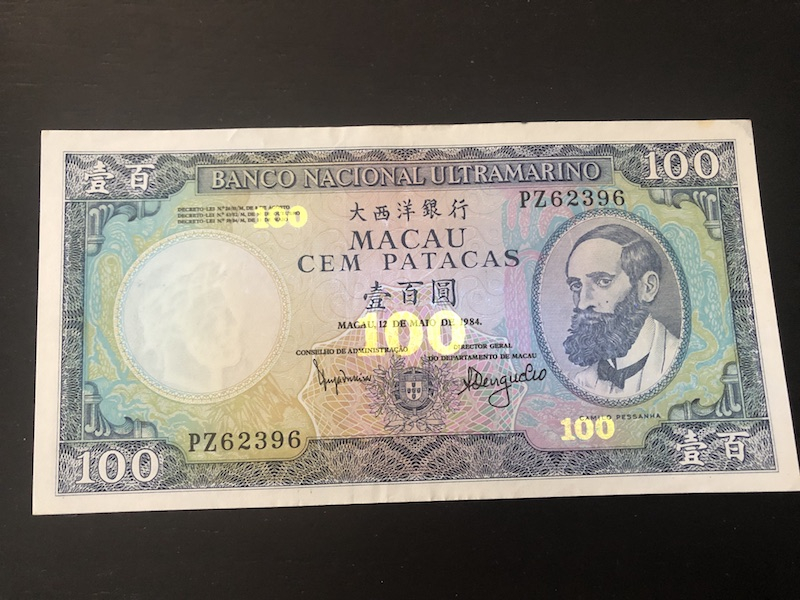 壹百
BANCO NACIONAL ULTRAMARINO
100
PZ62396
100
大西洋銀行
MACAU
CEM PATACAS
壹百圓
100
MACAU, 12 DE MAIO DE 1984.
CONSELHO DE ADMINISTRAÇÃO
DIRECTOR GERAL
DO DEPARTAMENTO DE MACAU
CAMILO PESSANHA
100
PZ62396
100
壹百